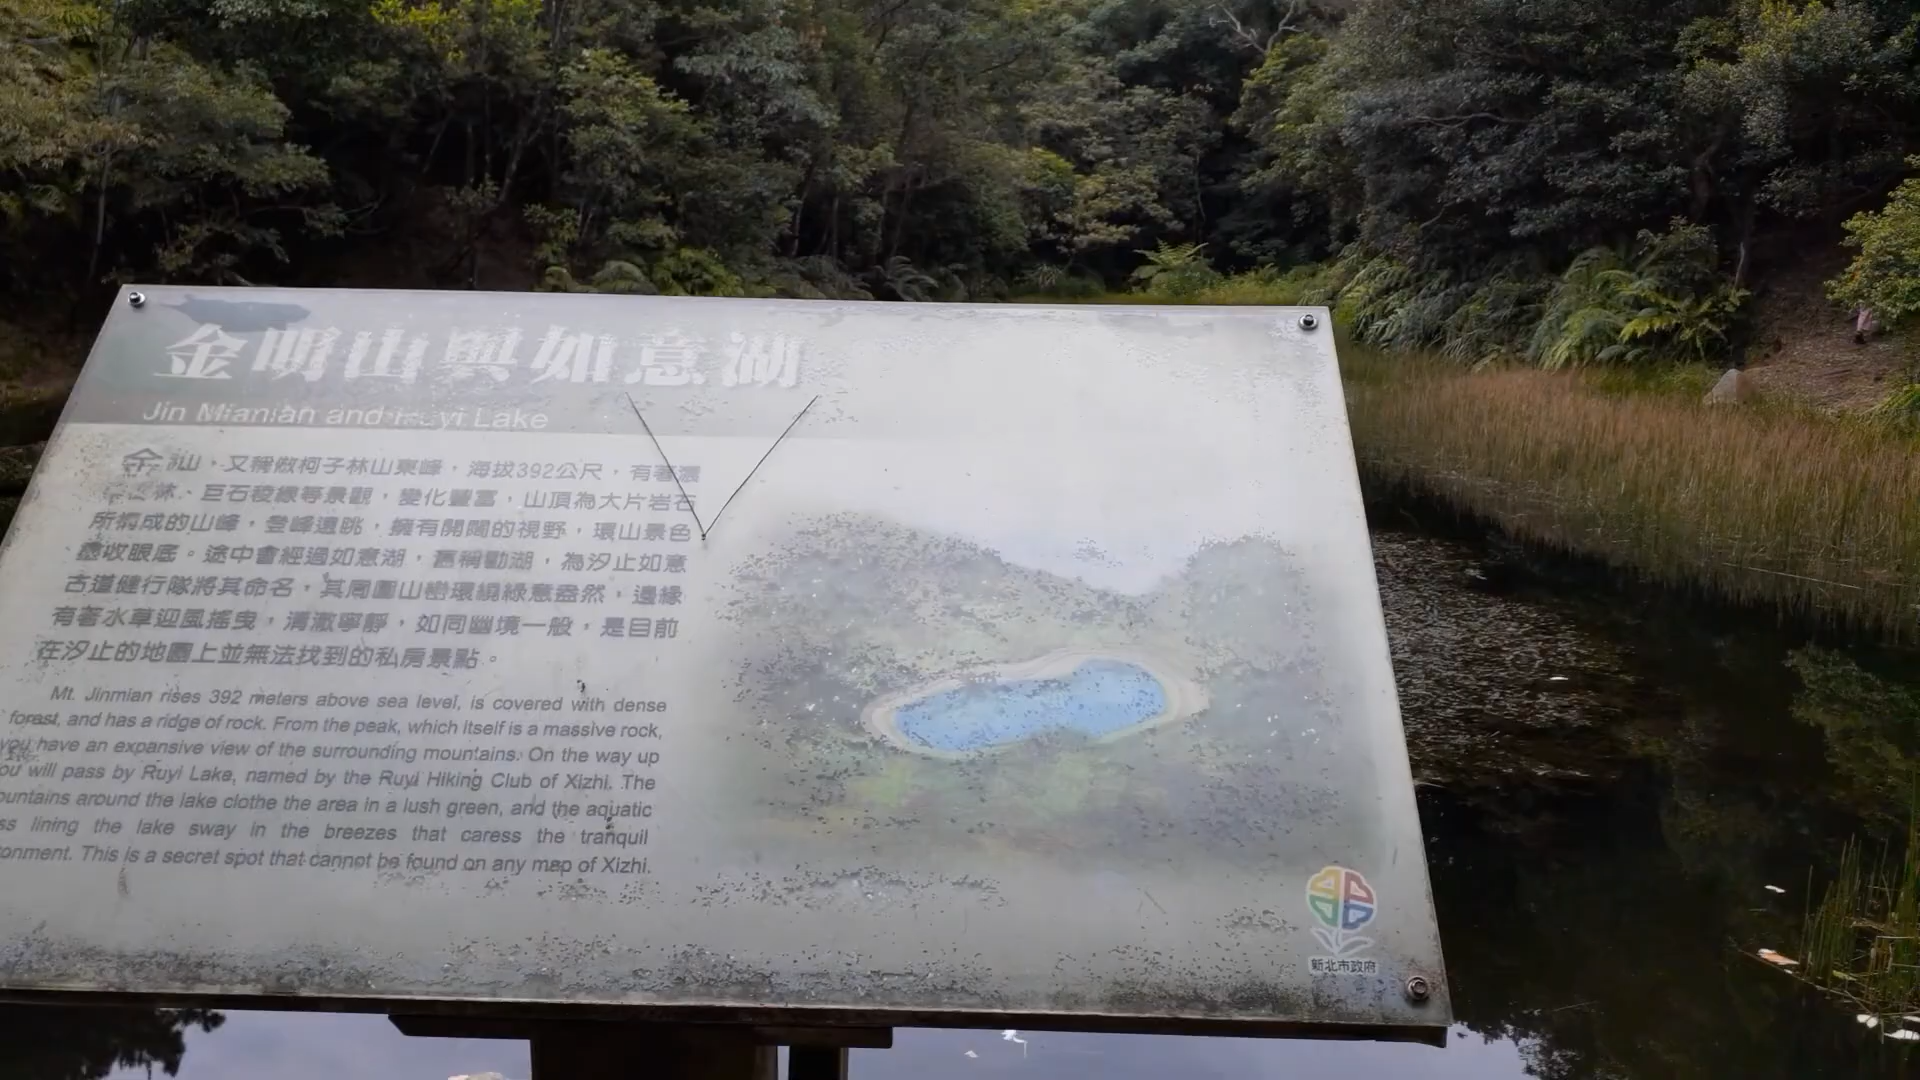 金明山與如意湖
Jin Mianian and Ruyi Lake
金 山，又稱做柯子林山東峰，海拔392公尺，有著濃
林、巨石稜線等景觀，變化豐富，山頂為大片岩石
所構成的山峰，登峰遠眺，擁有開闊的視野，環山景色
盡收眼底。途中會經過如意湖，舊稱勸湖，為汐止如意
古道健行隊將其命名，其周圍山巒環繞綠意盎然，邊緣
有著水草迎風搖曳，清澈寧靜，如同幽境一般，是目前
在汐止的地圖上並無法找到的私房景點。
Mt. Jinmian rises 392 meters above sea level, is covered with dense
forest, and has a ridge of rock. From the peak, which itself is a massive rock,
you have an expansive view of the surrounding mountains. On the way up
ou will pass by Ruyi Lake, named by the Ruyi Hiking Club of Xizhi. The
ountains around the lake clothe the area in a lush green, and the aquatic
ss lining the lake sway in the breezes that caress the tranquil
onment. This is a secret spot that cannot be found on any map of Xizhi.
新北市政府